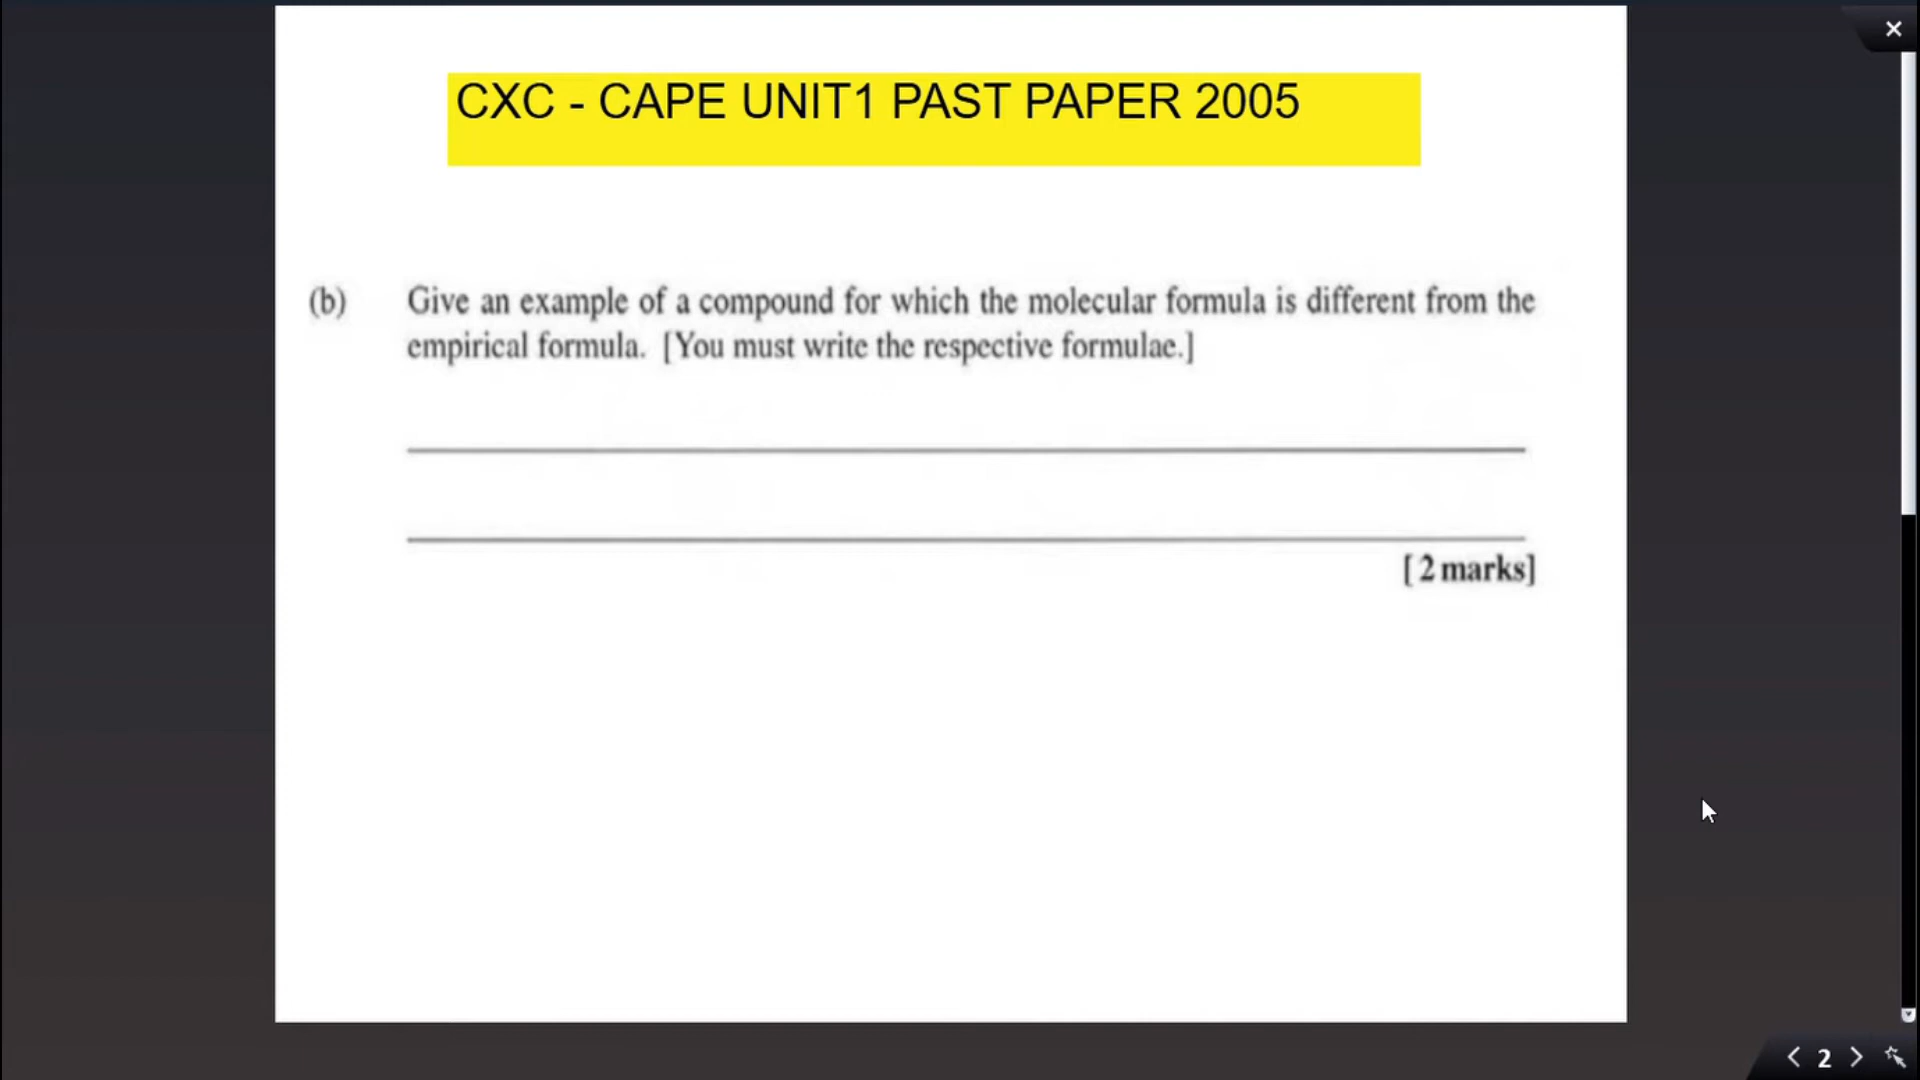 CXC - CAPE UNIT1 PAST PAPER 2005
(b) Give an example of a compound for which the molecular formula is different from the
empirical formula. [You must write the respective formulae.]
[2 marks]
2